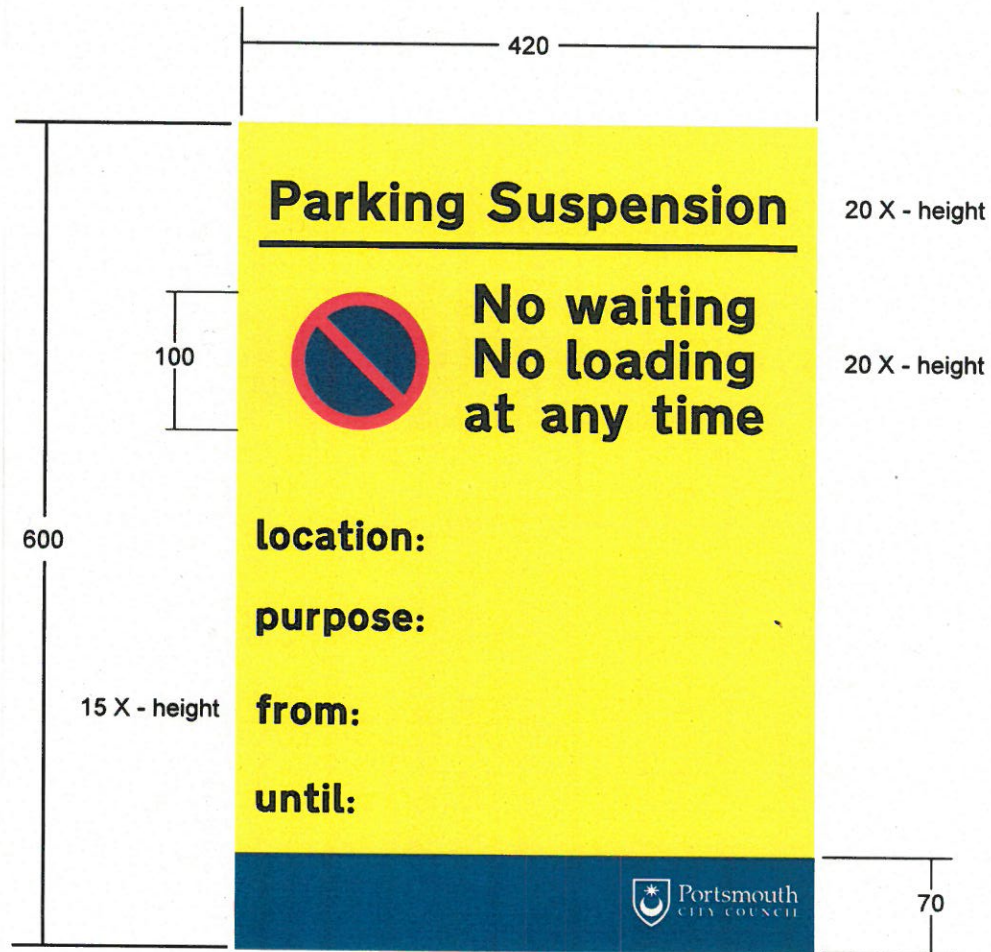 420
Parking Suspension
20 X - height
No waiting
No loading
at any time
100
20 X - height
600
location:
purpose:
15 X - height
from:
until:
Portsmouth
CITY COUNCIL
70